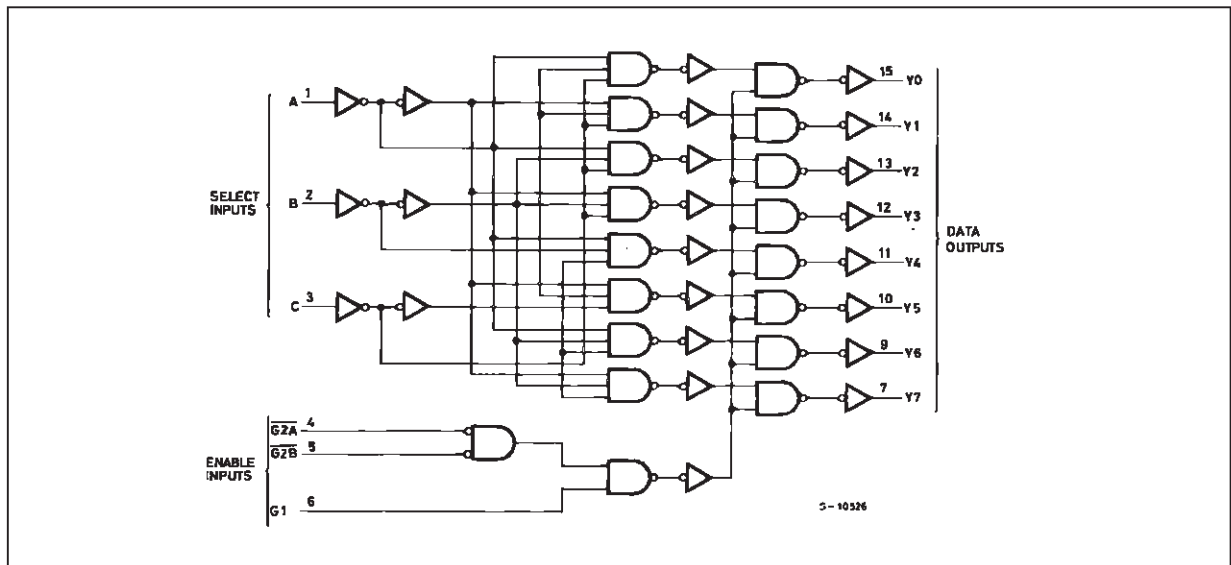 A 1
SELECT
INPUTS
B 2
C 3
ENABLE
INPUTS
G2A 4
G2B 5
G1 6
15 Y0
14 Y1
13 Y2
12 Y3
11 Y4
10 Y5
9 Y6
7 Y7
DATA
OUTPUTS
S-10526